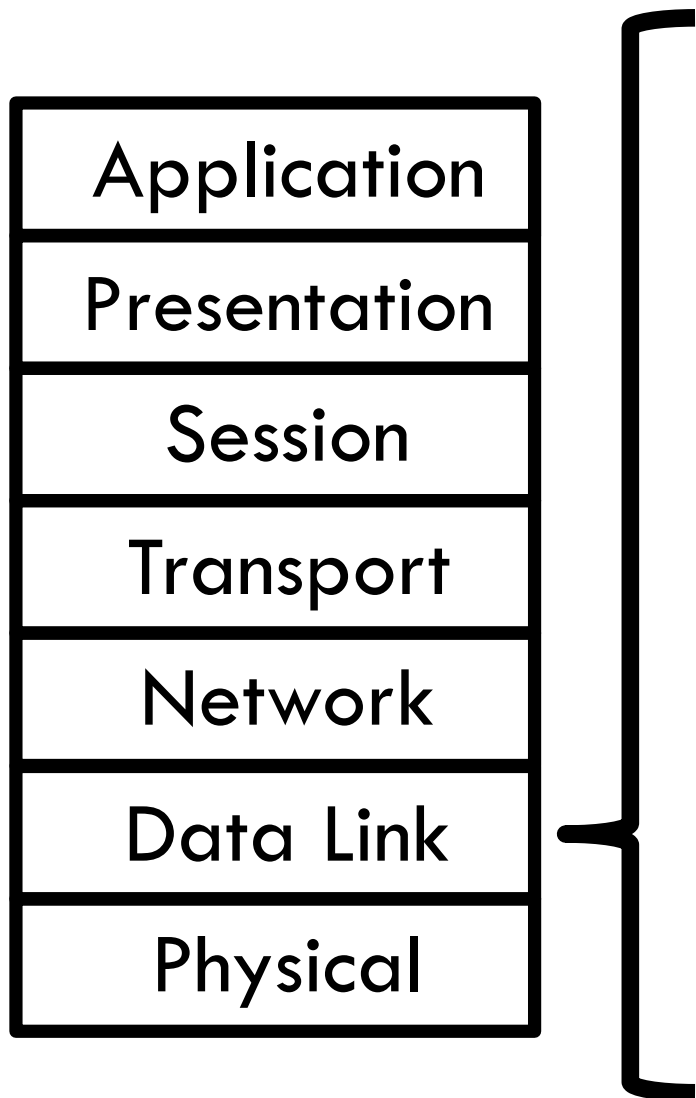 Application
Presentation
Session
Transport
Network
Data Link
Physical